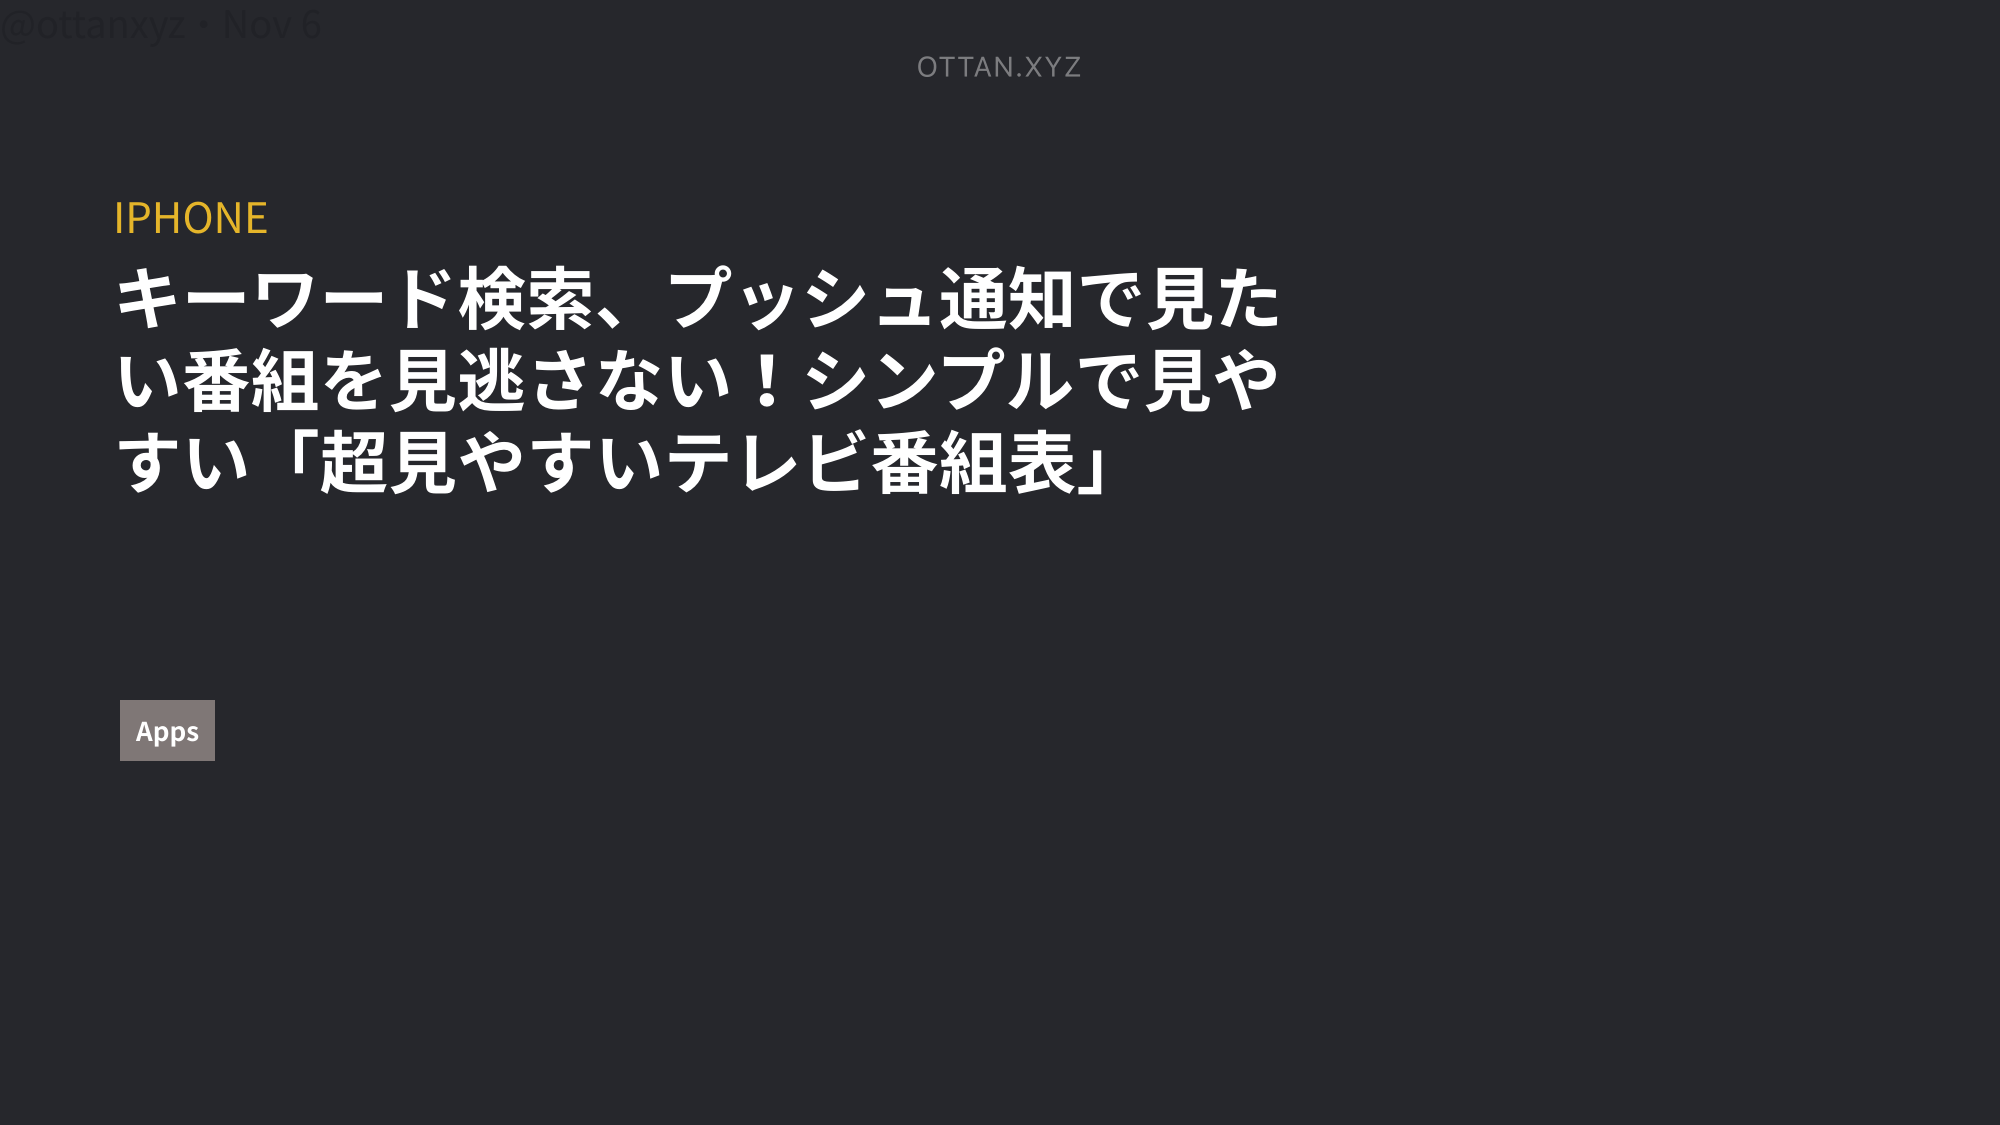 @ottanxyz・Nov 6
OTTAN.XYZ
IPHONE
キーワード検索、プッシュ通知で見た
い番組を見逃さない！シンプルで見や
すい「超見やすいテレビ番組表」
Apps